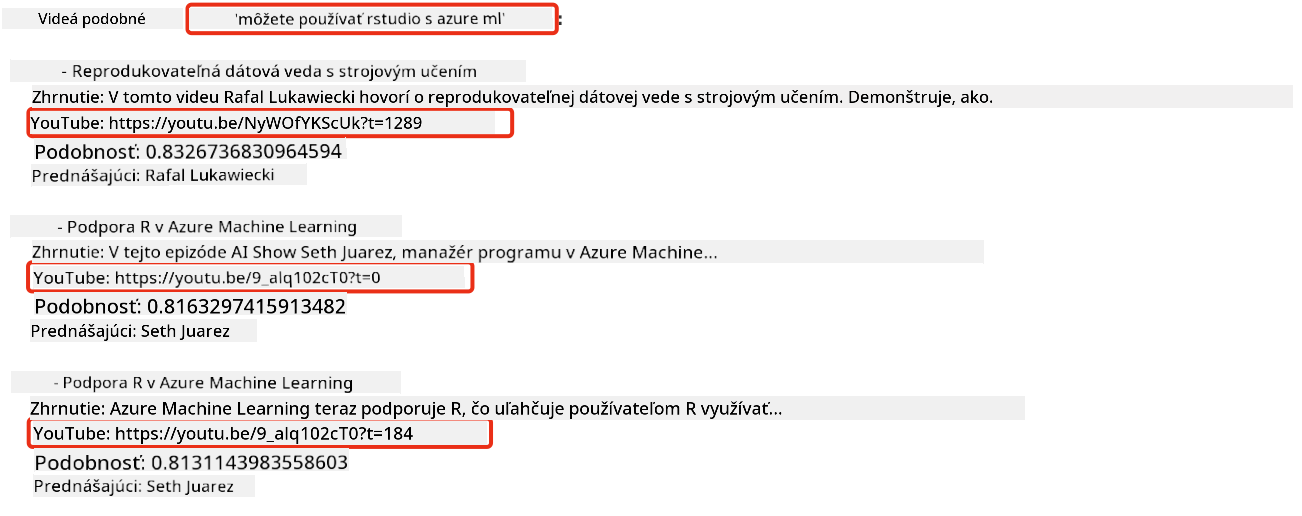 Videá podobné 'môžete používať rstudio s azure ml':
- Reprodukovateľná dátová veda s strojovým učením
Zhrnutie: V tomto videu Rafal Lukawiecki hovorí o reprodukovateľnej dátovej vede s strojovým učením. Demonštruje, ako.
YouTube: https://youtu.be/NyWOfYKScUk?t=1289
Podobnosť: 0.8326736830964594
Prednášajúci: Rafal Lukawiecki
- Podpora R v Azure Machine Learning
Zhrnutie: V tejto epizóde AI Show Seth Juarez, manažér programu v Azure Machine...
YouTube: https://youtu.be/9_alq102cT0?t=0
Podobnosť: 0.8163297415913482
Prednášajúci: Seth Juarez
- Podpora R v Azure Machine Learning
Zhrnutie: Azure Machine Learning teraz podporuje R, čo uľahčuje používateľom R využívať...
YouTube: https://youtu.be/9_alq102cT0?t=184
Podobnosť: 0.8131143983558603
Prednášajúci: Seth Juarez